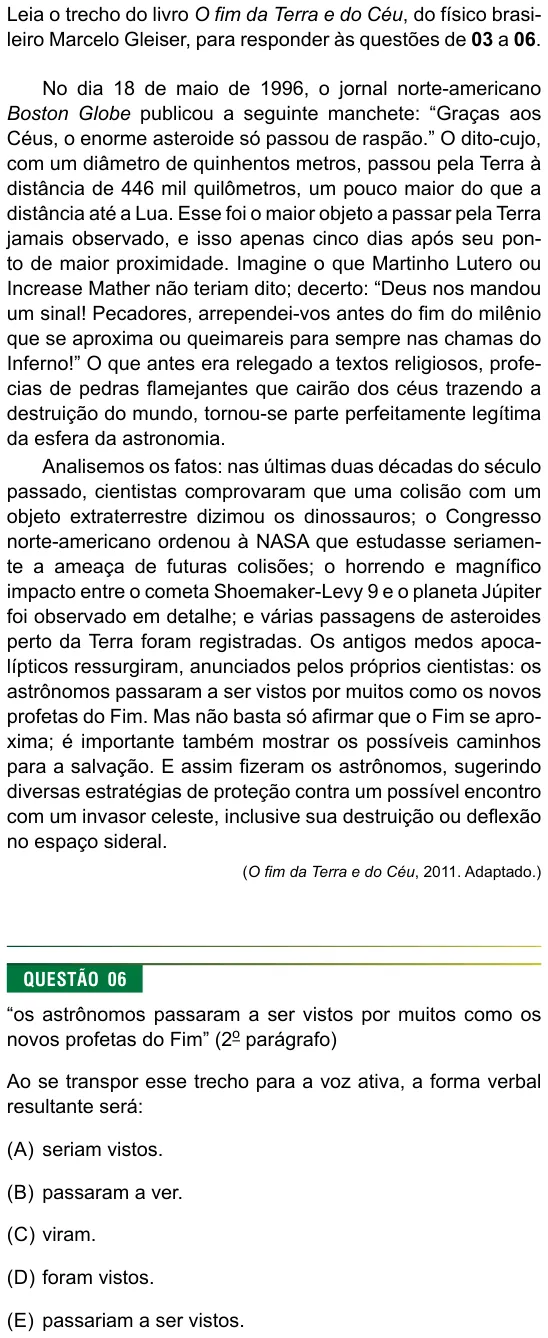 Leia o trecho do livro O fim da Terra e do Céu, do físico brasi-
leiro Marcelo Gleiser, para responder às questões de 03 a 06.
No dia 18 de maio de 1996, o jornal norte-americano
Boston Globe publicou a seguinte manchete: “Graças aos
Céus, o enorme asteroide só passou de raspão.” O dito-cujo,
com um diâmetro de quinhentos metros, passou pela Terra à
distância de 446 mil quilômetros, um pouco maior do que a
distância até a Lua. Esse foi o maior objeto a passar pela Terra
jamais observado, e isso apenas cinco dias após seu pon-
to de maior proximidade. Imagine o que Martinho Lutero ou
Increase Mather não teriam dito; decerto: “Deus nos mandou
um sinal! Pecadores, arrependei-vos antes do fim do milênio
que se aproxima ou queimareis para sempre nas chamas do
Inferno!” O que antes era relegado a textos religiosos, profe-
cias de pedras flamejantes que cairão dos céus trazendo a
destruição do mundo, tornou-se parte perfeitamente legítima
da esfera da astronomia.
Analisemos os fatos: nas últimas duas décadas do século
passado, cientistas comprovaram que uma colisão com um
objeto extraterrestre dizimou os dinossauros; o Congresso
norte-americano ordenou à NASA que estudasse seriamen-
te a ameaça de futuras colisões; o horrendo e magnífico
impacto entre o cometa Shoemaker-Levy 9 e o planeta Júpiter
foi observado em detalhe; e várias passagens de asteroides
perto da Terra foram registradas. Os antigos medos apoca-
lípticos ressurgiram, anunciados pelos próprios cientistas: os
astrônomos passaram a ser vistos por muitos como os novos
profetas do Fim. Mas não basta só afirmar que o Fim se apro-
xima; é importante também mostrar os possíveis caminhos
para a salvação. E assim fizeram os astrônomos, sugerindo
diversas estratégias de proteção contra um possível encontro
com um invasor celeste, inclusive sua destruição ou deflexão
no espaço sideral.
(O fim da Terra e do Céu, 2011. Adaptado.)
QUESTÃO 06
“os astrônomos passaram a ser vistos por muitos como os
novos profetas do Fim” (2º parágrafo)
Ao se transpor esse trecho para a voz ativa, a forma verbal
resultante será:
(A) seriam vistos.
(B) passaram a ver.
(C) viram.
(D) foram vistos.
(E) passariam a ser vistos.